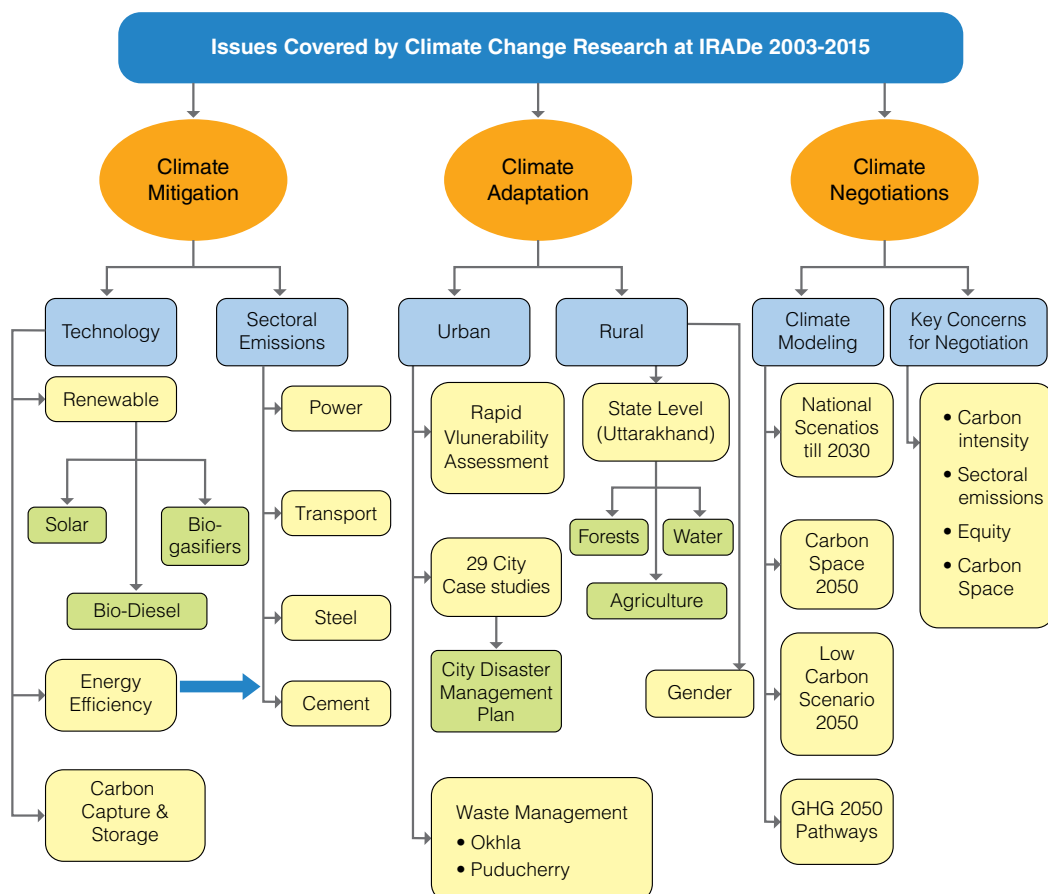 Issues Covered by Climate Change Research at IRADe 2003-2015
Climate
Mitigation
Climate
Adaptation
Climate
Negotiations
Technology
Sectoral
Emissions
Urban
Rural
Climate
Modeling
Key Concerns
for Negotiation
Renewable
Solar
Bio-
gasifiers
Bio-Diesel
Energy
Efficiency
Carbon
Capture &
Storage
Power
Transport
Steel
Cement
Rapid
Vlunerability
Assessment
29 City
Case studies
City Disaster
Management
Plan
Waste Management
• Okhla
• Puducherry
State Level
(Uttarakhand)
Forests
Water
Agriculture
Gender
National
Scenatios
till 2030
Carbon
Space
2050
Low
Carbon
Scenario
2050
GHG 2050
Pathways
• Carbon
intensity
• Sectoral
emissions
• Equity
• Carbon
Space